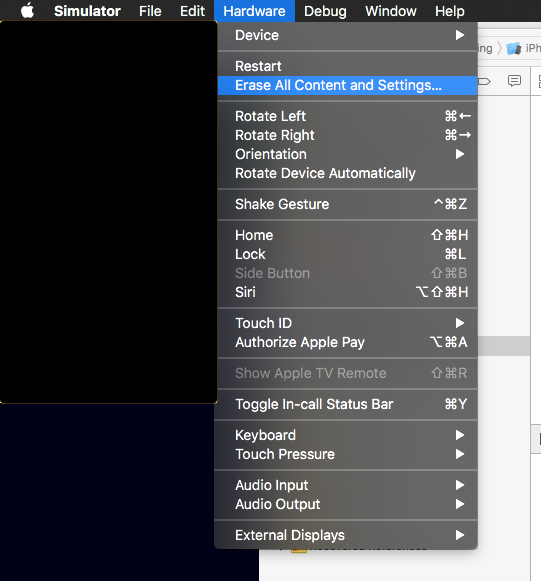 Simulator File Edit Hardware Debug Window Help
Device
ing iPh
Restart
Erase All Content and Settings...
Rotate Left ⌘←
Rotate Right ⌘→
Orientation
Rotate Device Automatically
Shake Gesture ^⌘Z
Home ⇧⌘H
Lock ⌘L
Side Button ⇧⌘B
Siri ⌥⇧⌘H
Touch ID
Authorize Apple Pay ⌥⌘A
Show Apple TV Remote ⇧⌘R
Toggle In-call Status Bar ⌘Y
Keyboard
Touch Pressure
Audio Input
Audio Output
External Displays